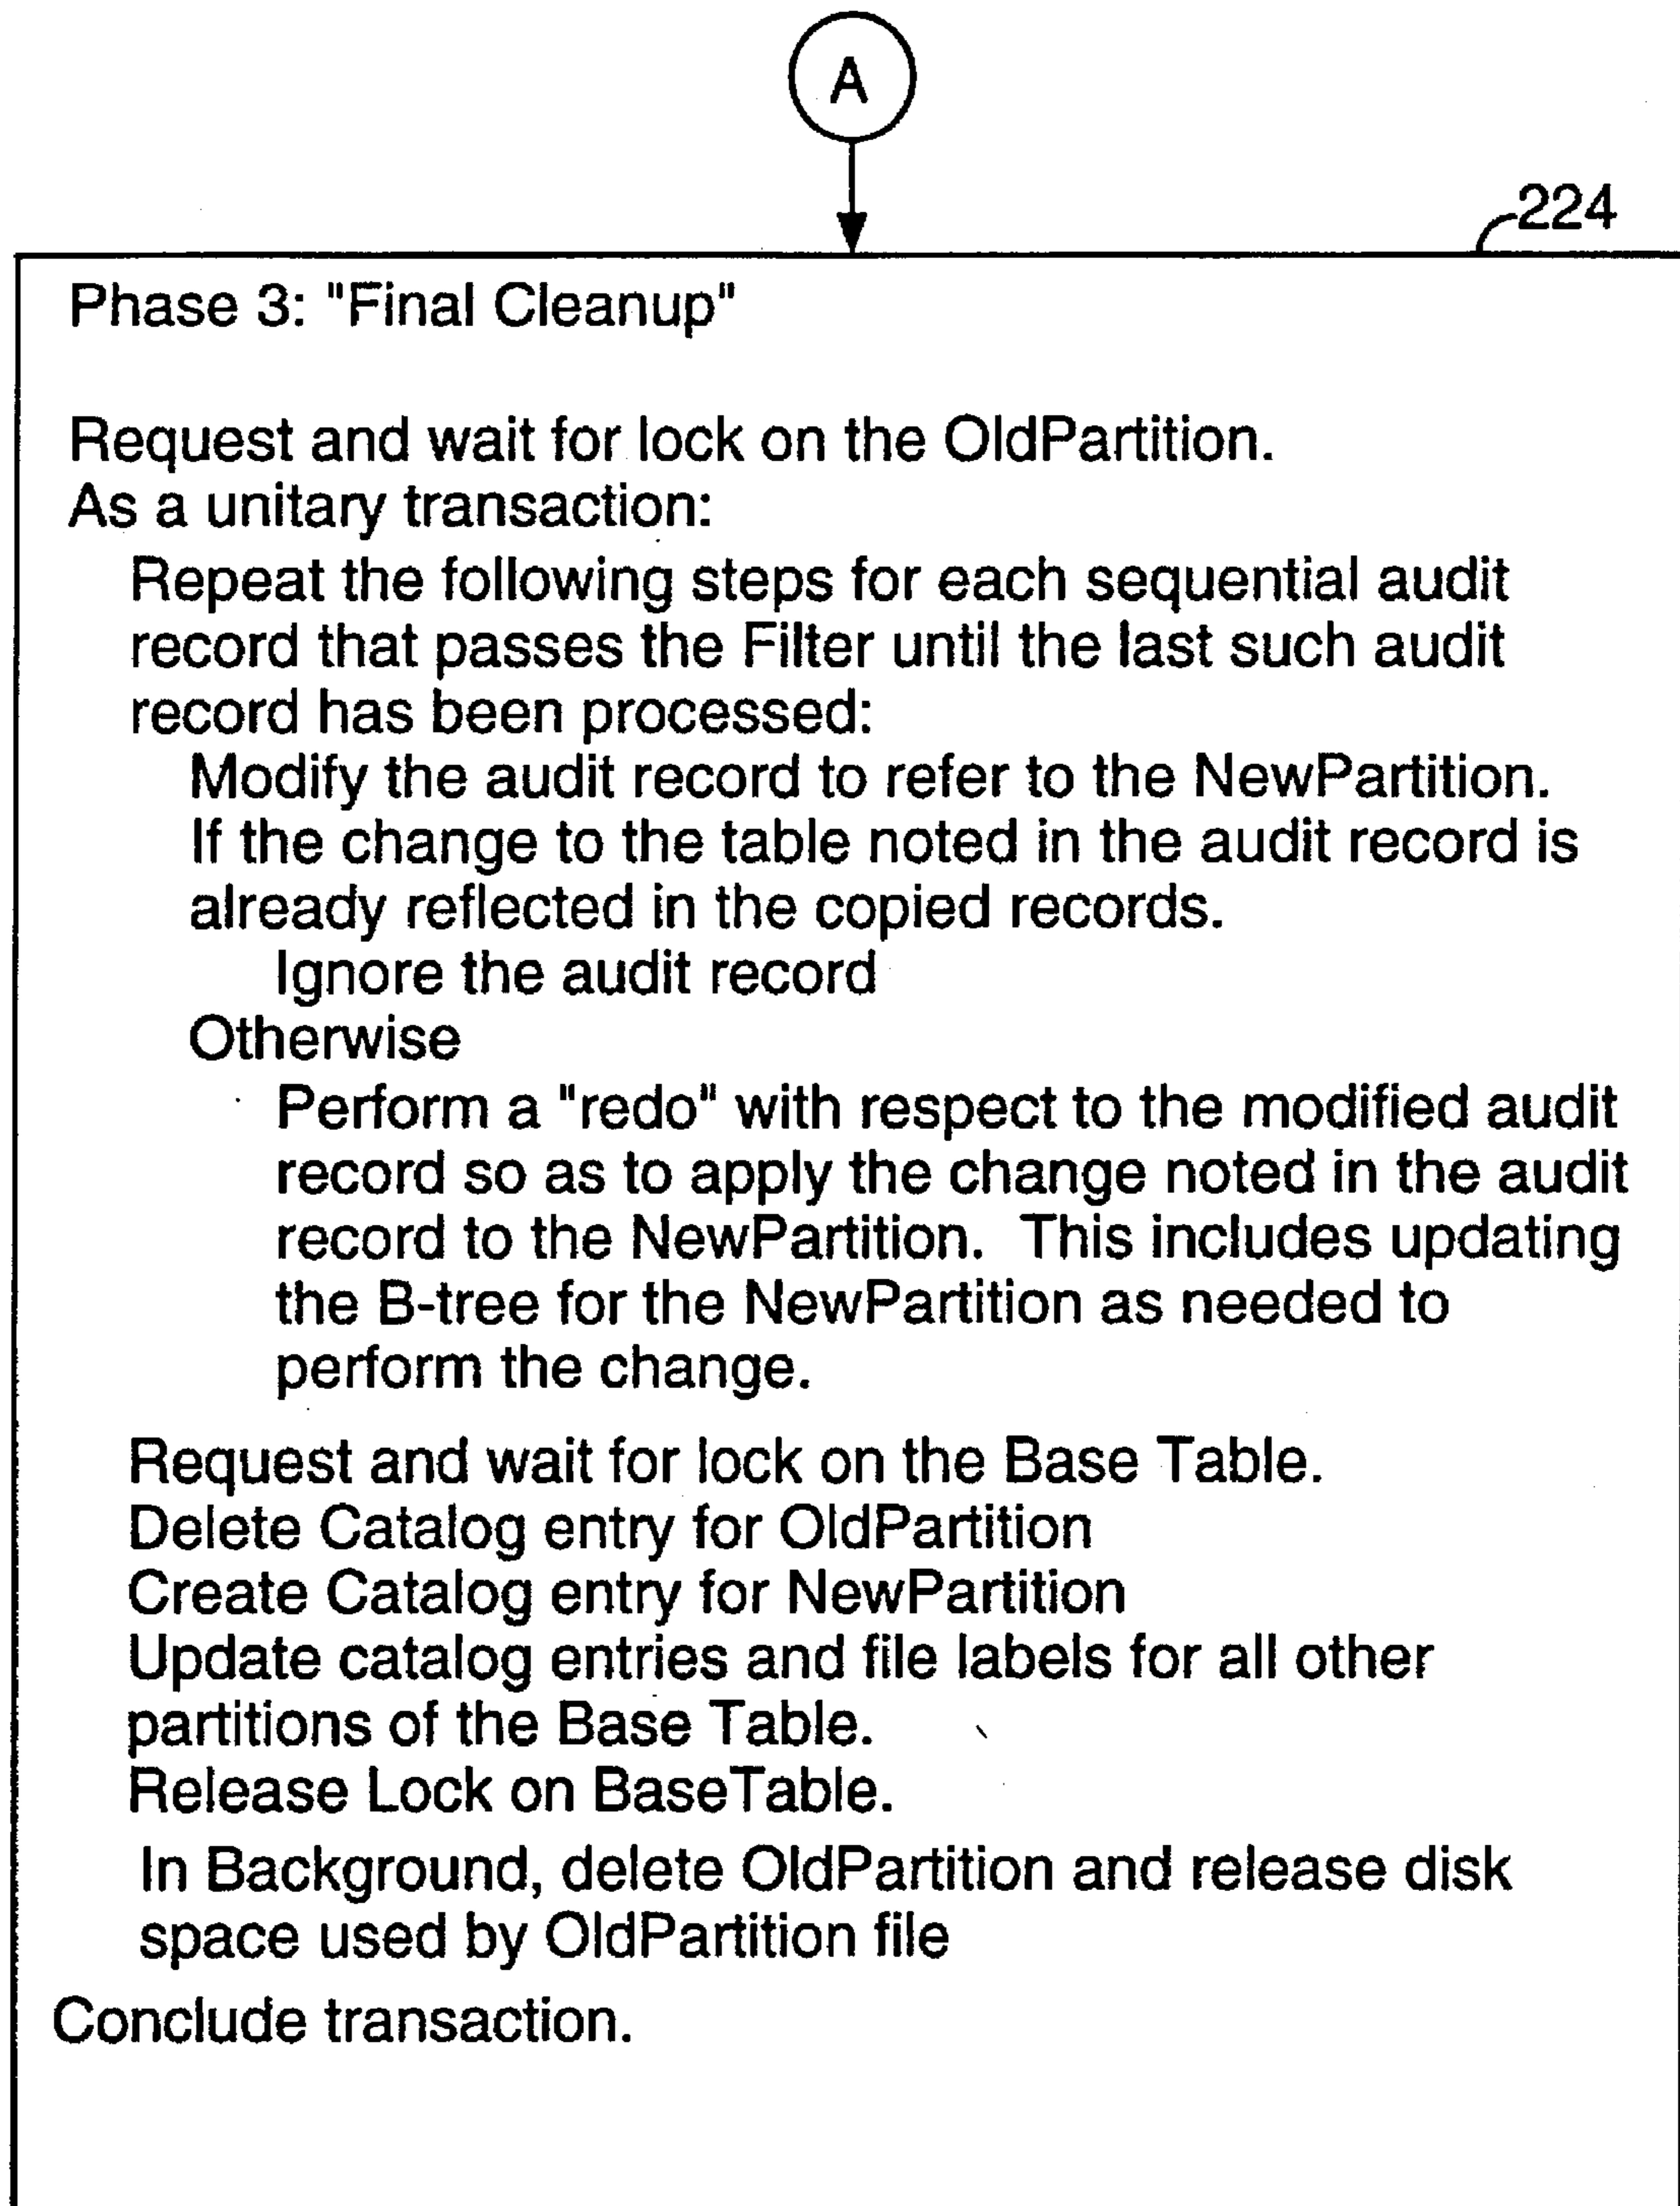 A
224
Phase 3: "Final Cleanup"
Request and wait for lock on the OldPartition.
As a unitary transaction:
Repeat the following steps for each sequential audit
record that passes the Filter until the last such audit
record has been processed:
Modify the audit record to refer to the NewPartition.
If the change to the table noted in the audit record is
already reflected in the copied records.
Ignore the audit record
Otherwise
Perform a "redo" with respect to the modified audit
record so as to apply the change noted in the audit
record to the NewPartition.  This includes updating
the B-tree for the NewPartition as needed to
perform the change.
Request and wait for lock on the Base Table.
Delete Catalog entry for OldPartition
Create Catalog entry for NewPartition
Update catalog entries and file labels for all other
partitions of the Base Table.
Release Lock on BaseTable.
In Background, delete OldPartition and release disk
space used by OldPartition file
Conclude transaction.